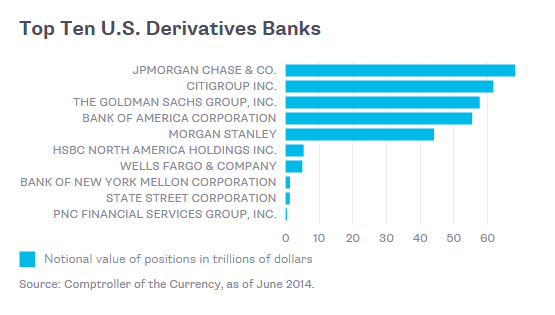 Top Ten U.S. Derivatives Banks
JPMORGAN CHASE & CO.
CITIGROUP INC.
THE GOLDMAN SACHS GROUP, INC.
BANK OF AMERICA CORPORATION
MORGAN STANLEY
HSBC NORTH AMERICA HOLDINGS INC.
WELLS FARGO & COMPANY
BANK OF NEW YORK MELLON CORPORATION
STATE STREET CORPORATION
PNC FINANCIAL SERVICES GROUP, INC.
0 10 20 30 40 50 60
Notional value of positions in trillions of dollars
Source: Comptroller of the Currency, as of June 2014.